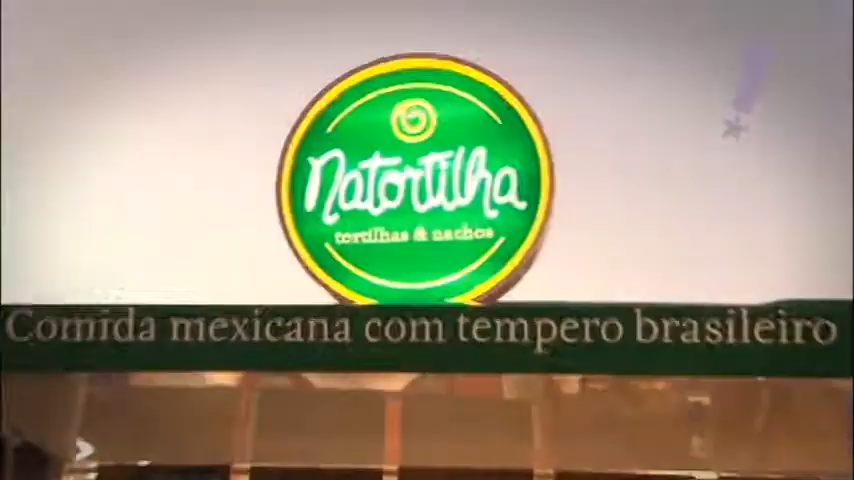 Natortilha
tortilhas & nachos
Comida mexicana com tempero brasileiro